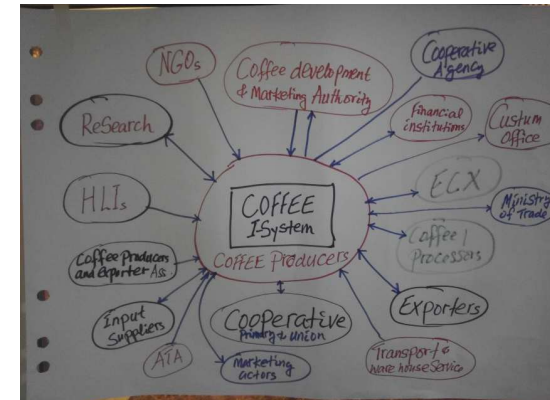 NGOs
Coffee development
& Marketing Authority
Cooperative
Agency
Financial
institutions
Custum
Office
ReSearch
ECX
HLIs
COFFEE
I-System
Ministry
of Trade
Coffee
Processers
COFFEE Producers
Coffee Producers
and exporter Ass.
Exporters
Input
Suppliers
Cooperative
Primary & Union
ATA
Marketing
actors
Transport &
ware house Service